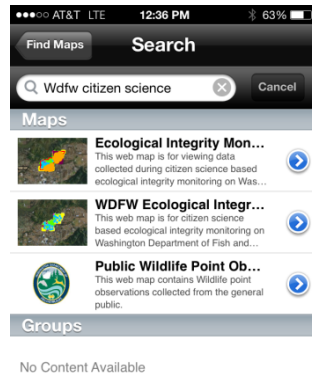 AT&T LTE 12:36 PM 63%
Find Maps Search
Wdfw citizen science Cancel
Maps
Ecological Integrity Mon...
This web map is for viewing data
collected during citizen science based
ecological integrity monitoring on Was...
WDFW Ecological Integr...
This web map is for citizen science
based ecological integrity monitoring on
Washington Department of Fish and...
Public Wildlife Point Ob...
This web map contains Wildlife point
observations collected from the general
public.
Groups
No Content Available